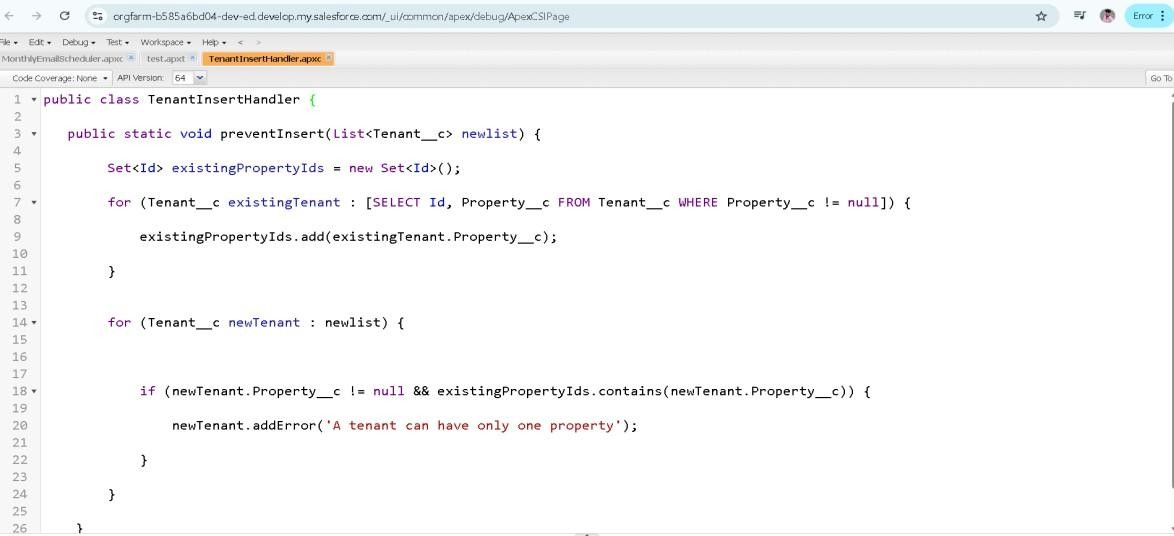 orgfarm-b585a6bd04-dev-ed.develop.my.salesforce.com/_ui/common/apex/debug/ApexCSIPage Error
File Edit Debug Test Workspace Help < >
MonthlyEmailScheduler.apxc test.apxt TenantInsertHandler.apxc
Code Coverage: None API Version: 64 Go To
1 public class TenantInsertHandler {
2
3 public static void preventInsert(List<Tenant__c> newlist) {
4
5 Set<Id> existingPropertyIds = new Set<Id>();
6
7 for (Tenant__c existingTenant : [SELECT Id, Property__c FROM Tenant__c WHERE Property__c != null]) {
8
9 existingPropertyIds.add(existingTenant.Property__c);
10
11 }
12
13
14 for (Tenant__c newTenant : newlist) {
15
16
17
18 if (newTenant.Property__c != null && existingPropertyIds.contains(newTenant.Property__c)) {
19
20 newTenant.addError('A tenant can have only one property');
21
22 }
23
24 }
25
26 }